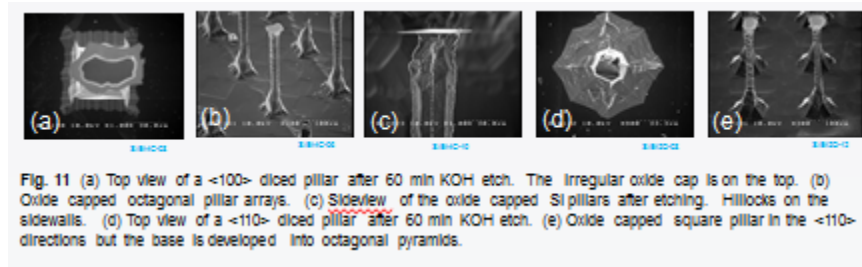 (a) (b) (c) (d) (e)
Fig. 11 (a) Top view of a <100> diced pillar after 60 min KOH etch. The irregular oxide cap is on the top. (b)
Oxide capped octagonal pillar arrays. (c) Sideview of the oxide capped Si pillars after etching. Hillocks on the
sidewalls. (d) Top view of a <110> diced pillar after 60 min KOH etch. (e) Oxide capped square pillar in the <110>
directions but the base is developed into octagonal pyramids.